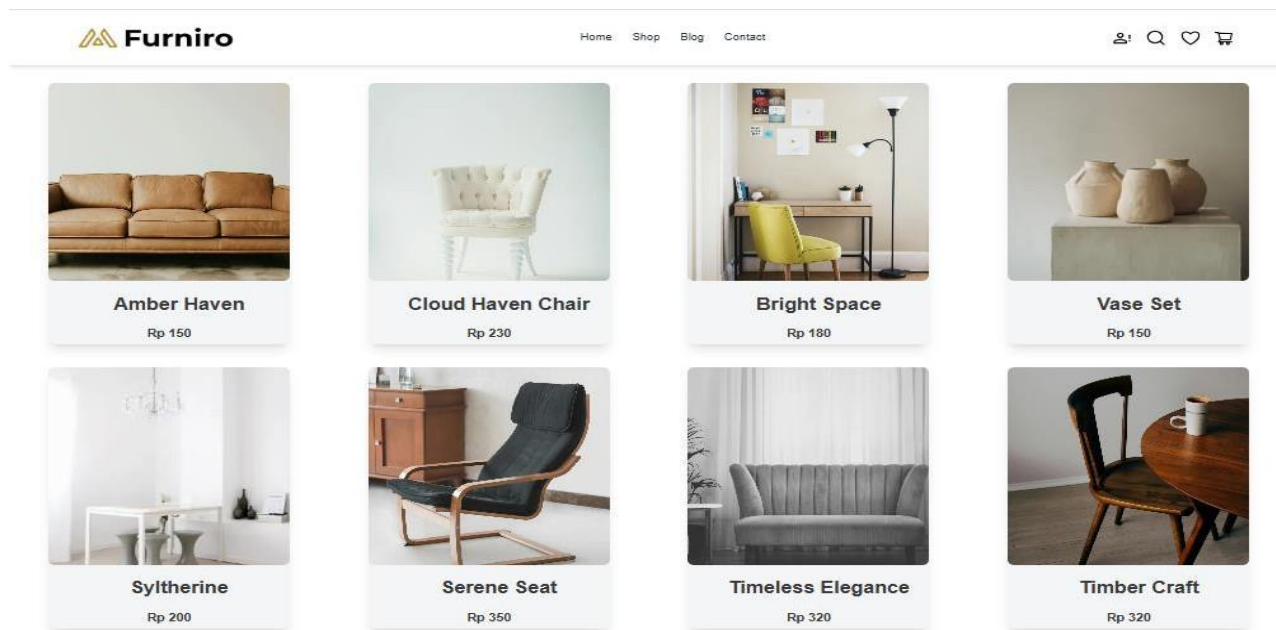 Furniro
Home Shop Blog Contact
Amber Haven Cloud Haven Chair Bright Space Vase Set
Rp 150 Rp 230 Rp 180 Rp 150
Syltherine Serene Seat Timeless Elegance Timber Craft
Rp 200 Rp 350 Rp 320 Rp 320